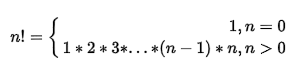 n! = { 1, n = 0
1 * 2 * 3*...*(n − 1) * n, n > 0